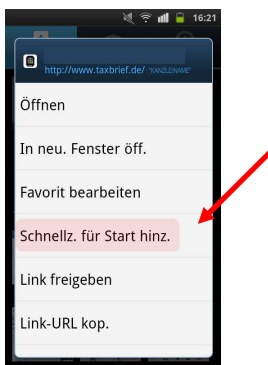 16:21
http://www.taxbrief.de/ "KANZLEINAME"
Öffnen
In neu. Fenster öff.
Favorit bearbeiten
Schnellz. für Start hinz.
Link freigeben
Link-URL kop.